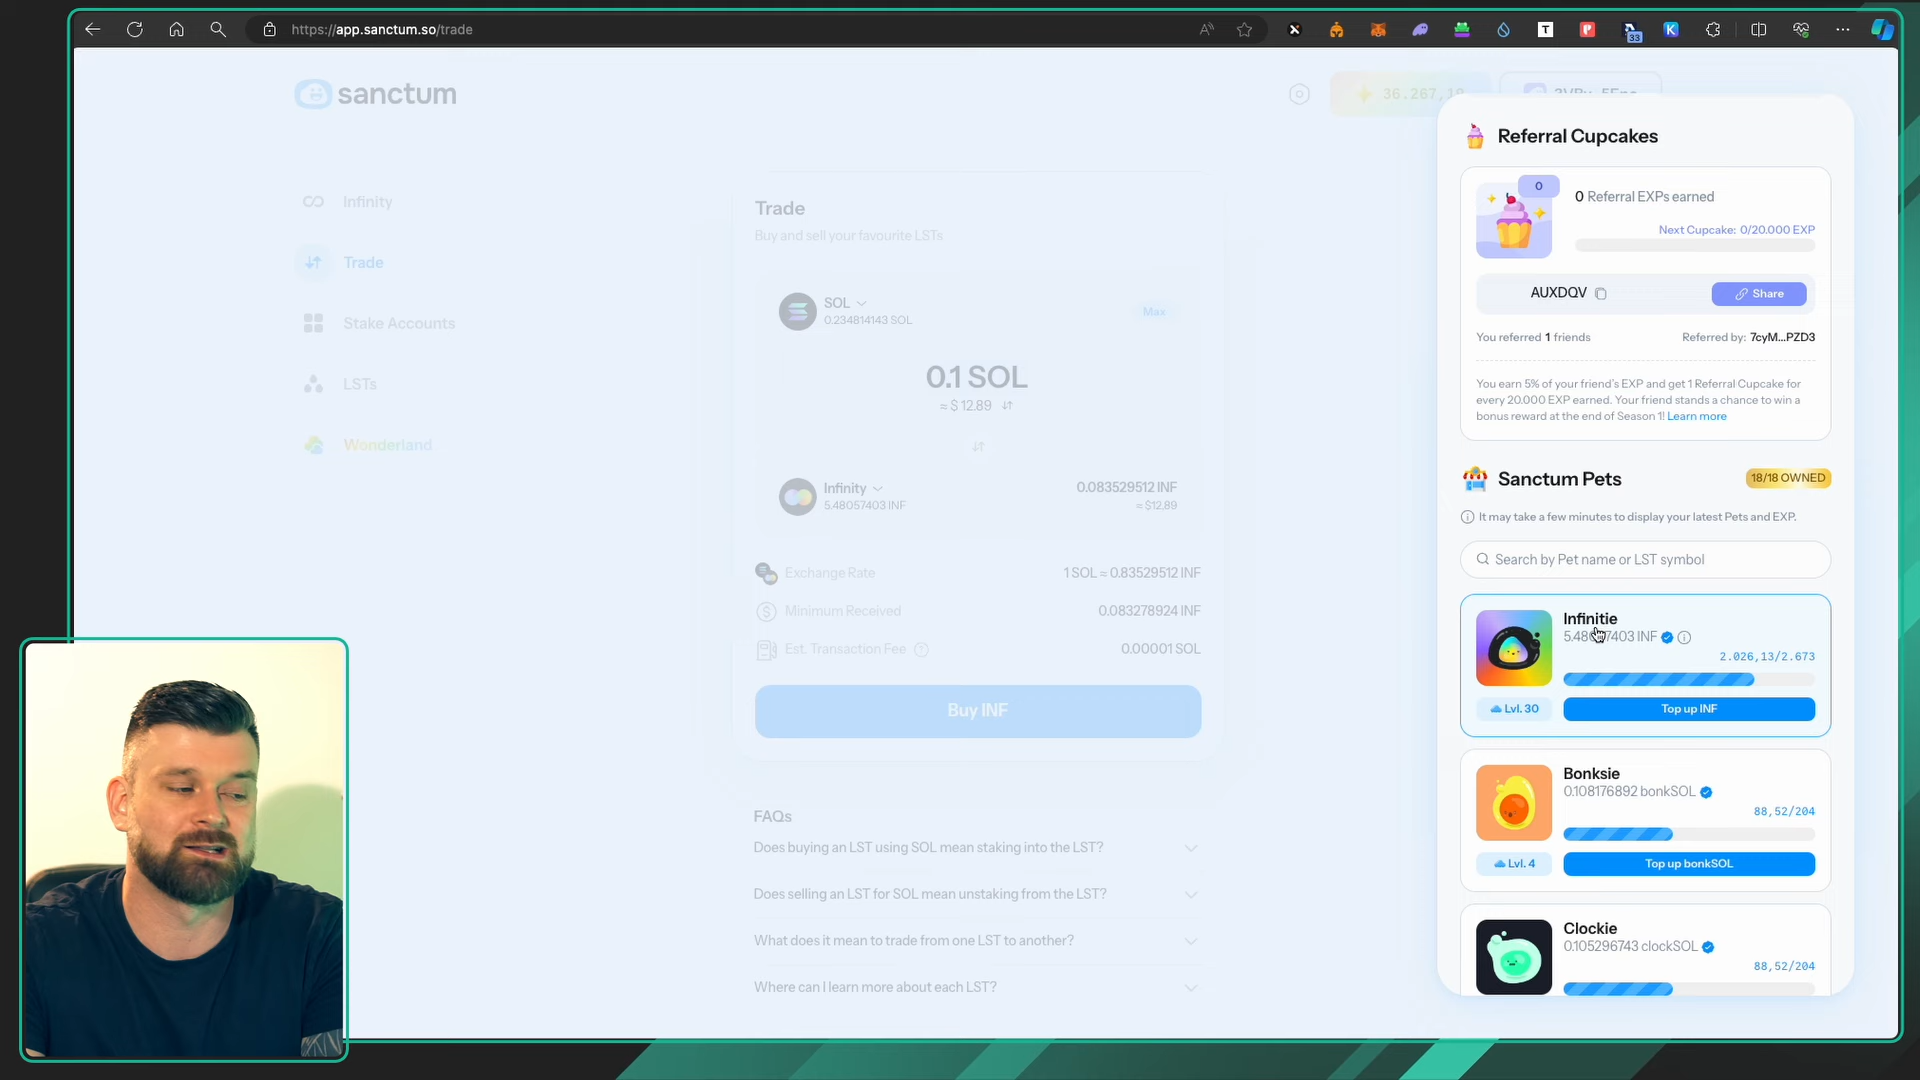 https://app.sanctum.so/trade
33
sanctum
36.267,18
Infinity
Trade
Stake Accounts
LSTs
Wonderland
Trade
Buy and sell your favourite LSTs
SOL
0.234814143 SOL
Max
0.1 SOL
≈ $ 12.89
Infinity
5.48057403 INF
0.083529512 INF
≈ $12.89
Exchange Rate
1 SOL ≈ 0.83529512 INF
Minimum Received
0.083278924 INF
Est. Transaction Fee
0.00001 SOL
Buy INF
FAQs
Does buying an LST using SOL mean staking into the LST?
Does selling an LST for SOL mean unstaking from the LST?
What does it mean to trade from one LST to another?
Where can I learn more about each LST?
Referral Cupcakes
0
0 Referral EXPs earned
Next Cupcake: 0/20.000 EXP
AUXDQV
Share
You referred 1 friends
Referred by: 7cyM...PZD3
You earn 5% of your friend's EXP and get 1 Referral Cupcake for
every 20.000 EXP earned. Your friend stands a chance to win a
bonus reward at the end of Season 1! Learn more
Sanctum Pets
18/18 OWNED
It may take a few minutes to display your latest Pets and EXP.
Search by Pet name or LST symbol
Infinitie
5.48057403 INF
2.026,13/2.673
Lvl. 30
Top up INF
Bonksie
0.108176892 bonkSOL
88,52/204
Lvl. 4
Top up bonkSOL
Clockie
0.105296743 clockSOL
88,52/204